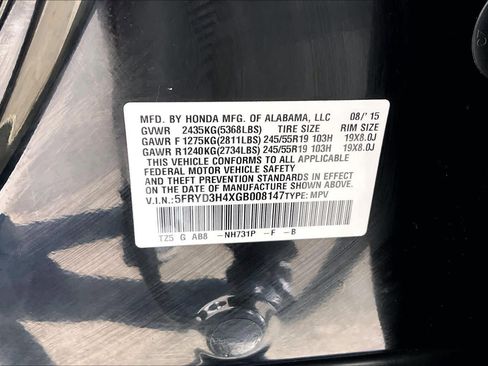 MFD. BY HONDA MFG. OF ALABAMA, LLC 08/'15
GVWR 2435KG(5368LBS) TIRE SIZE RIM SIZE
GAWR F 1275KG(2811LBS) 245/55R19 103H 19X8.0J
GAWR R1240KG(2734LBS) 245/55R19 103H 19X8.0J
THIS VEHICLE CONFORMS TO ALL APPLICABLE
FEDERAL MOTOR VEHICLE SAFETY
AND THEFT PREVENTION STANDARDS IN EFFECT ON
THE DATE OF MANUFACTURE SHOWN ABOVE.
V.I.N.: 5FRYD3H4XGB008147 TYPE: MPV
TZ5 G AB8 -NH731P -F -B